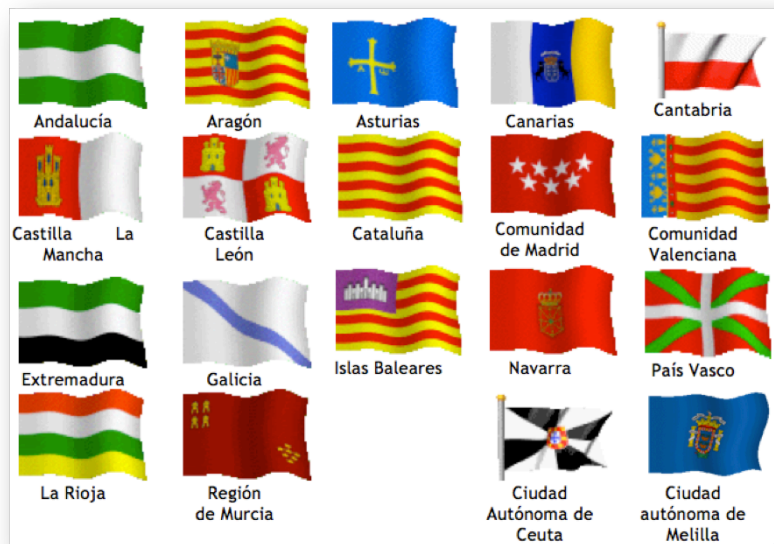 Andalucía
Aragón
Asturias
Canarias
Cantabria
Castilla La
Mancha
Castilla
León
Cataluña
Comunidad
de Madrid
Comunidad
Valenciana
Extremadura
Galicia
Islas Baleares
Navarra
País Vasco
La Rioja
Región
de Murcia
Ciudad
Autónoma de
Ceuta
Ciudad
autónoma de
Melilla